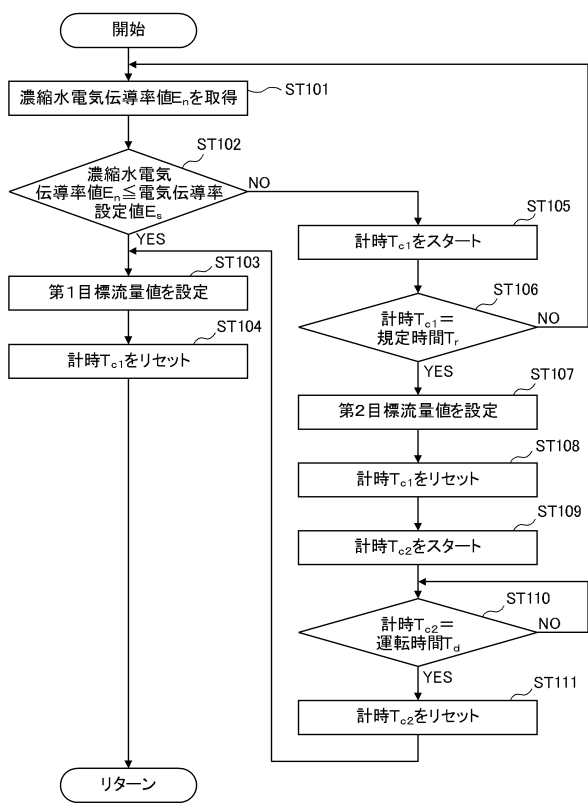 開始
濃縮水電気伝導率値Enを取得
ST101
ST102
濃縮水電気
伝導率値En≦電気伝導率
設定値Es
NO
YES
ST103
第1目標流量値を設定
ST104
計時Tc1をリセット
ST105
計時Tc1をスタート
ST106
計時Tc1=
規定時間Tr
NO
YES
ST107
第2目標流量値を設定
ST108
計時Tc1をリセット
ST109
計時Tc2をスタート
ST110
計時Tc2=
運転時間Td
NO
YES
ST111
計時Tc2をリセット
リターン